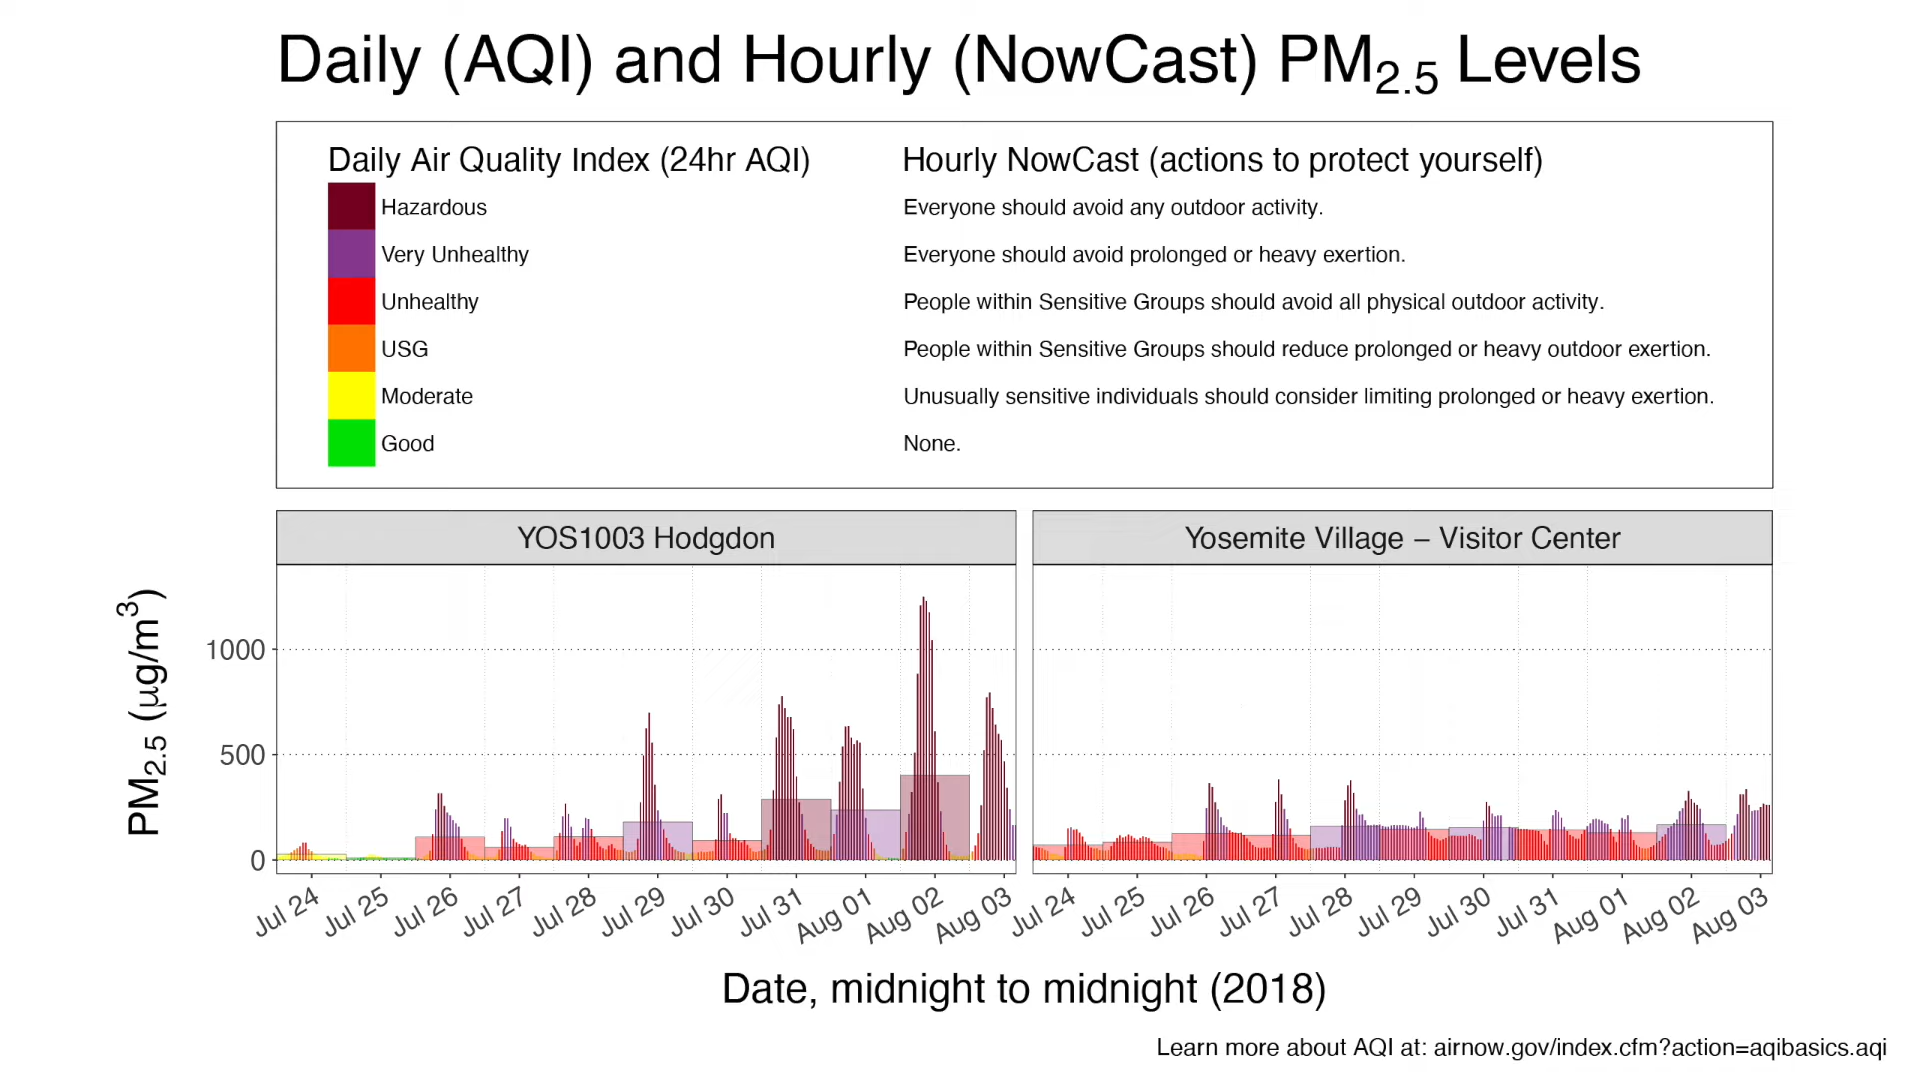 Daily (AQI) and Hourly (NowCast) PM2.5 Levels
Daily Air Quality Index (24hr AQI)
Hourly NowCast (actions to protect yourself)
Hazardous
Everyone should avoid any outdoor activity.
Very Unhealthy
Everyone should avoid prolonged or heavy exertion.
Unhealthy
People within Sensitive Groups should avoid all physical outdoor activity.
USG
People within Sensitive Groups should reduce prolonged or heavy outdoor exertion.
Moderate
Unusually sensitive individuals should consider limiting prolonged or heavy exertion.
Good
None.
YOS1003 Hodgdon
Yosemite Village – Visitor Center
PM2.5 (µg/m3)
1000
500
0
Jul 24 Jul 25 Jul 26 Jul 27 Jul 28 Jul 29 Jul 30 Jul 31 Aug 01 Aug 02 Aug 03
Jul 24 Jul 25 Jul 26 Jul 27 Jul 28 Jul 29 Jul 30 Jul 31 Aug 01 Aug 02 Aug 03
Date, midnight to midnight (2018)
Learn more about AQI at: airnow.gov/index.cfm?action=aqibasics.aqi